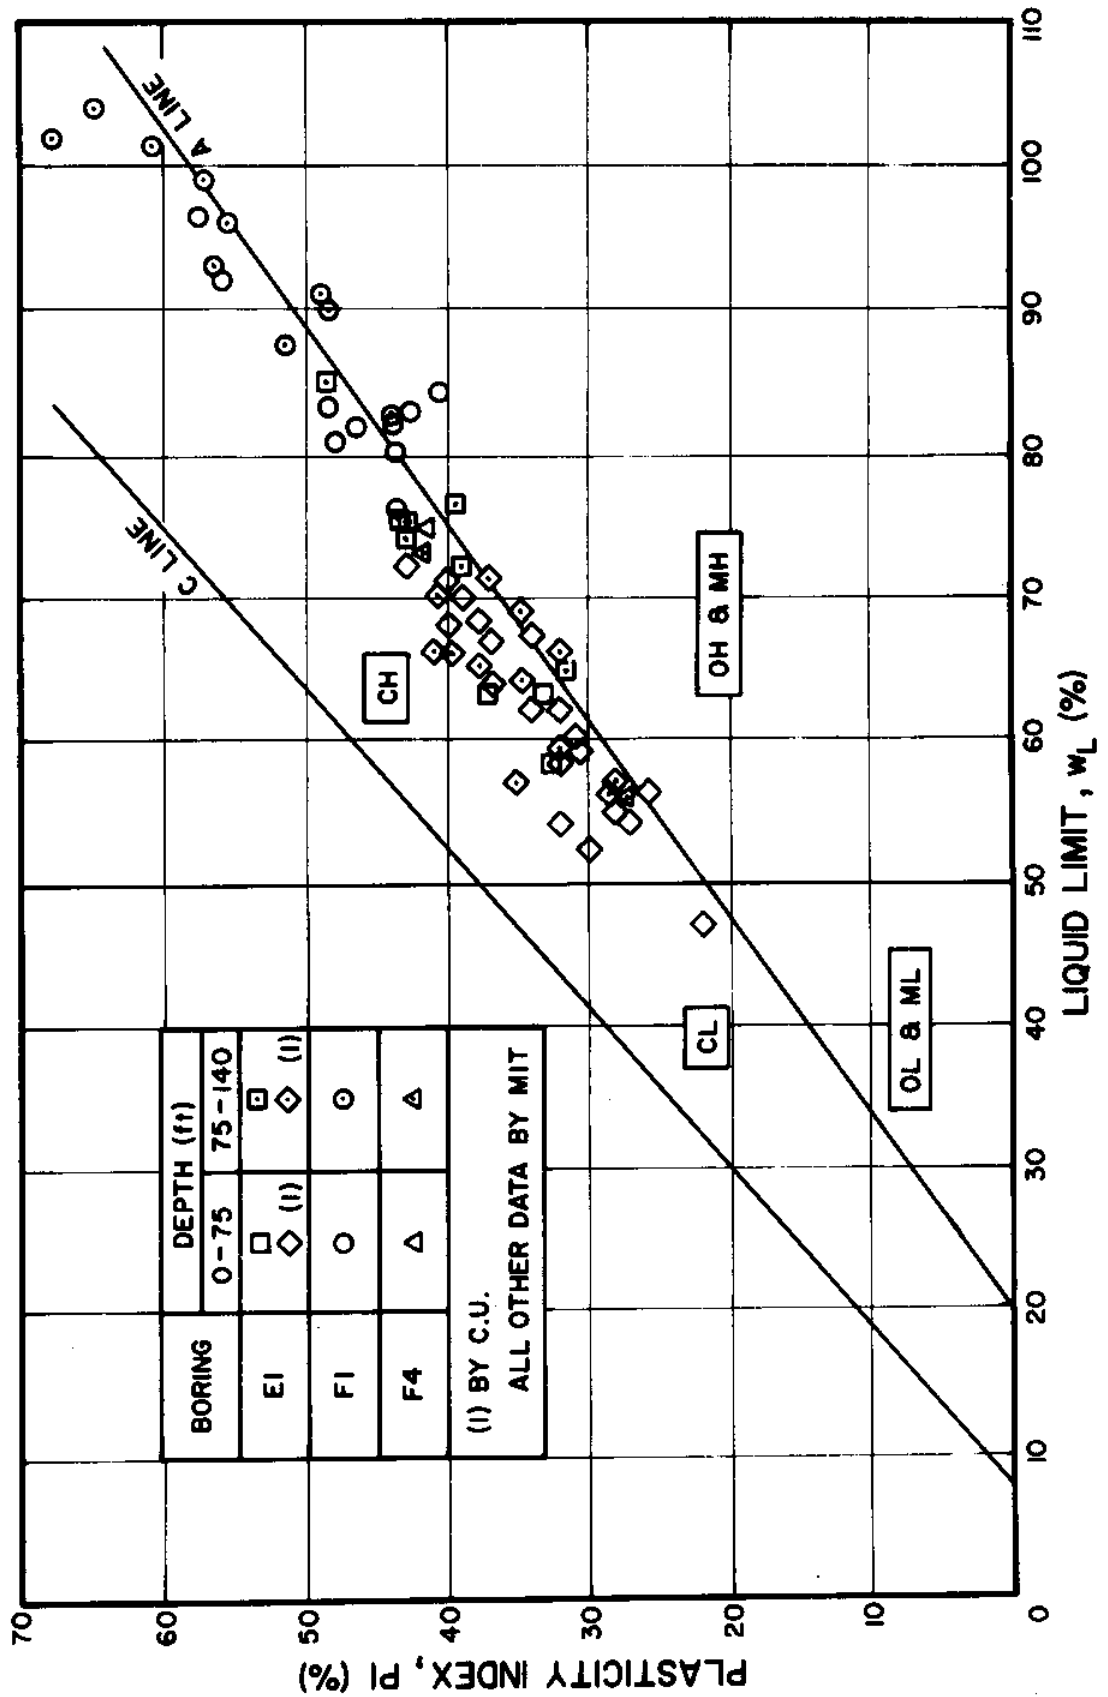 70
60
50
40
30
20
10
0
PLASTICITY INDEX, PI (%)
BORING
DEPTH (ft)
0-75
75-140
E1
(1)
(1)
F1
F4
(1) BY C.U.
ALL OTHER DATA BY MIT
C LINE
A LINE
CH
CL
OH & MH
OL & ML
10
20
30
40
50
60
70
80
90
100
110
LIQUID LIMIT, wL (%)